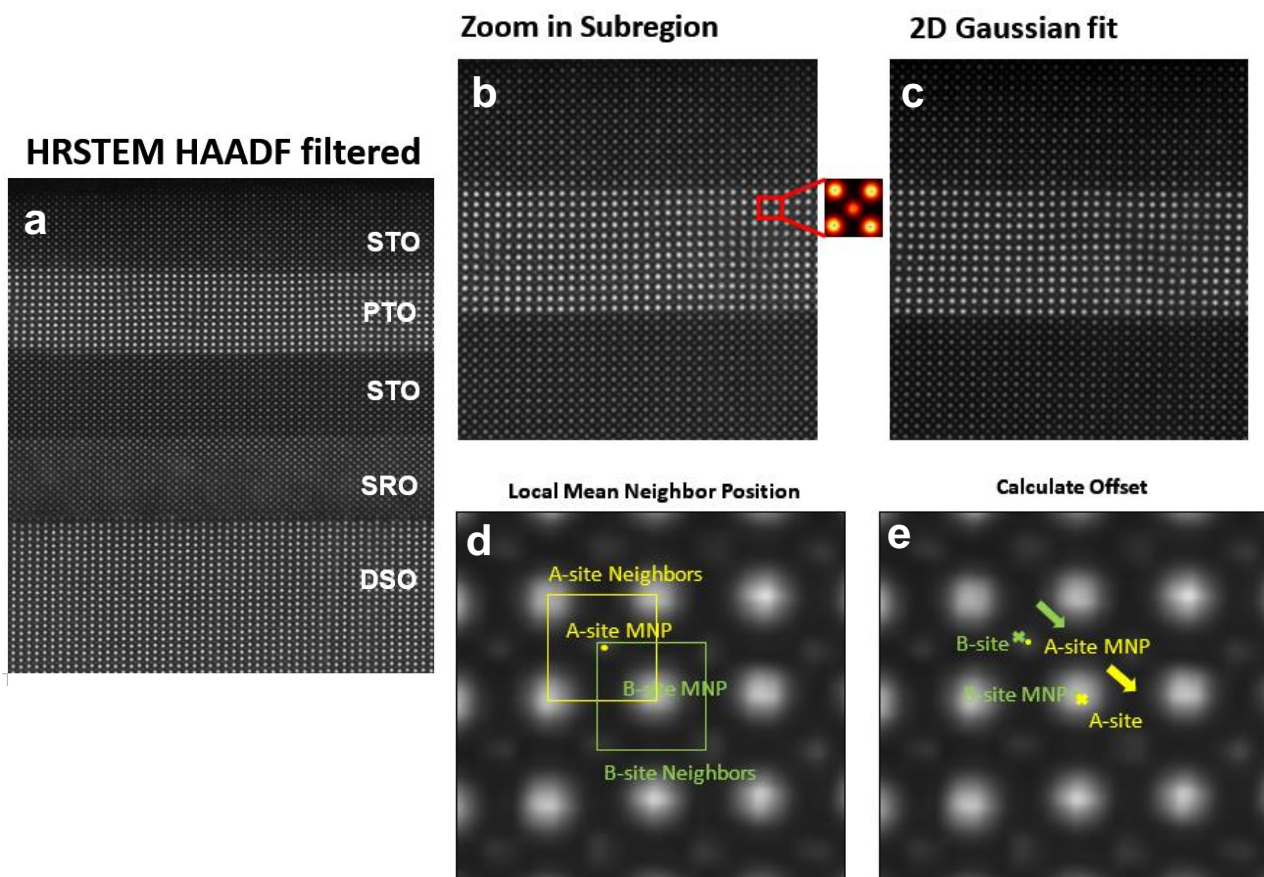 HRSTEM HAADF filtered
a
STO
PTO
STO
SRO
DSO
Zoom in Subregion
b
2D Gaussian fit
c
Local Mean Neighbor Position
d
A-site Neighbors
A-site MNP
B-site MNP
B-site Neighbors
Calculate Offset
e
B-site
A-site MNP
B-site MNP
A-site